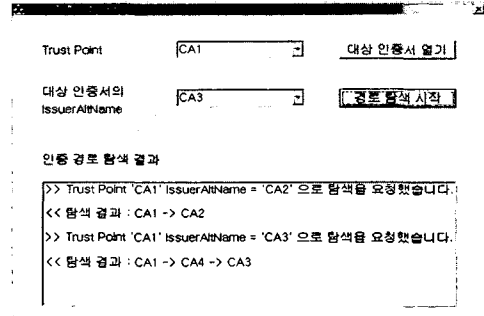 Trust Point CA1 대상 인증서 열기
대상 인증서의 CA3 경로 탐색 시작
IssuerAltName
인증 경로 탐색 결과
>> Trust Point 'CA1' IssuerAltName = 'CA2' 으로 탐색을 요청했습니다.
<< 탐색 결과 : CA1 -> CA2
>> Trust Point 'CA1' IssuerAltName = 'CA3' 으로 탐색을 요청했습니다.
<< 탐색 결과 : CA1 -> CA4 -> CA3